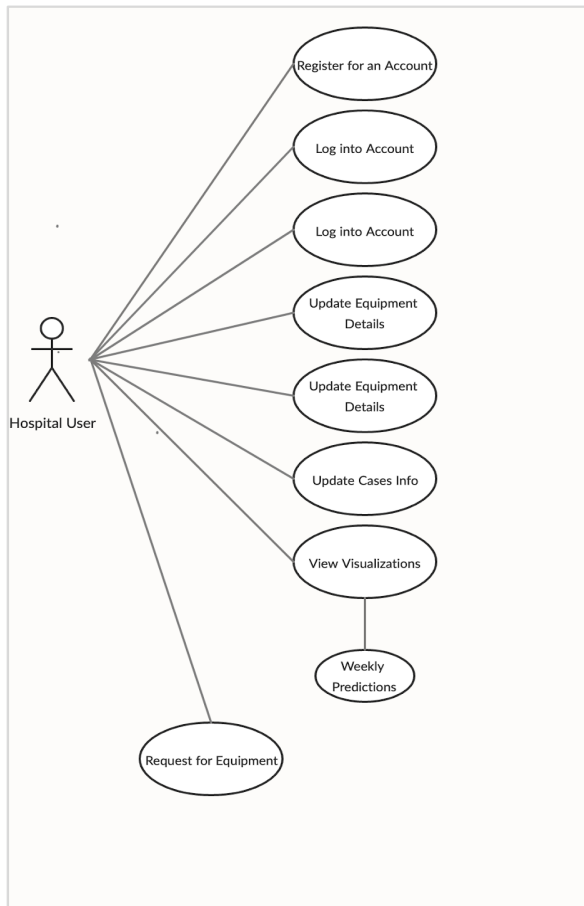 Register for an Account
Log into Account
Log into Account
Update Equipment
Details
Update Equipment
Details
Hospital User
Update Cases Info
View Visualizations
Weekly
Predictions
Request for Equipment